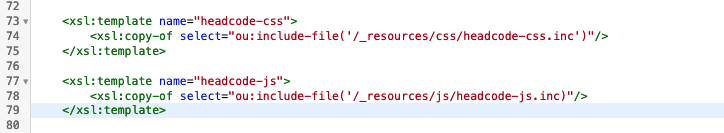 72
73 <xsl:template name="headcode-css">
74 <xsl:copy-of select="ou:include-file('/_resources/css/headcode-css.inc')"/>
75 </xsl:template>
76
77 <xsl:template name="headcode-js">
78 <xsl:copy-of select="ou:include-file('/_resources/js/headcode-js.inc)"/>
79 </xsl:template>
80